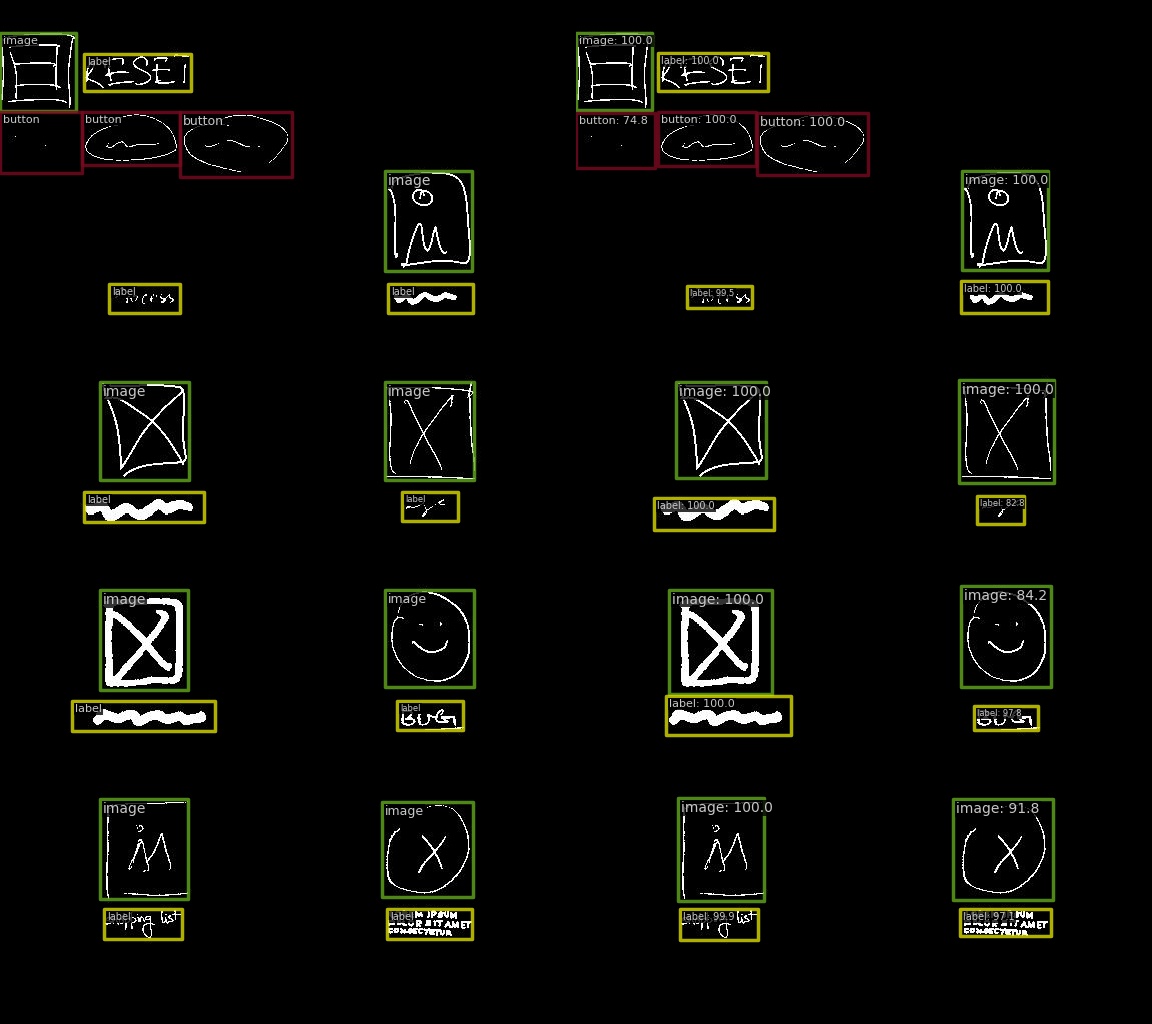 image
label
RESET
button
button
button
image
M
label
label
image
image
X
label
label
image
X
image
label
label
BUG
image
iM
image
X
label
list
label
M IPSUM
DOLOR SIT AMET
CONSECTETUR
image: 100.0
label: 100.0
RESET
button: 74.8
button: 100.0
button: 100.0
image: 100.0
M
label: 99.5
label: 100.0
image: 100.0
image: 100.0
X
label: 100.0
label: 82.8
image: 100.0
X
image: 84.2
label: 100.0
label: 97.8
BUG
image: 100.0
iM
image: 91.8
X
label: 99.9
list
label: 97.1
UM
DOLOR SIT AMET
CONSECTETUR